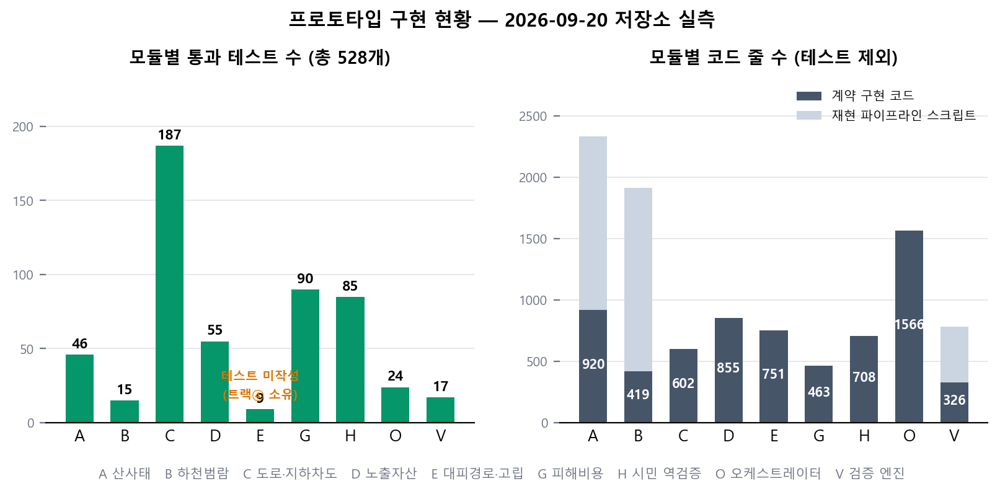 프로토타입 구현 현황 — 2026-09-20 저장소 실측
모듈별 통과 테스트 수 (총 528개)
200
150
100
50
0
46
15
187
55
테스트 미작성
(트랙④ 소유)
9
90
85
24
17
A B C D E G H O V
모듈별 코드 줄 수 (테스트 제외)
계약 구현 코드
재현 파이프라인 스크립트
2500
2000
1500
1000
500
0
920
419
602
855
751
463
708
1566
326
A B C D E G H O V
A 산사태 B 하천범람 C 도로·지하차도 D 노출자산 E 대피경로·고립 G 피해비용 H 시민 역검증 O 오케스트레이터 V 검증 엔진